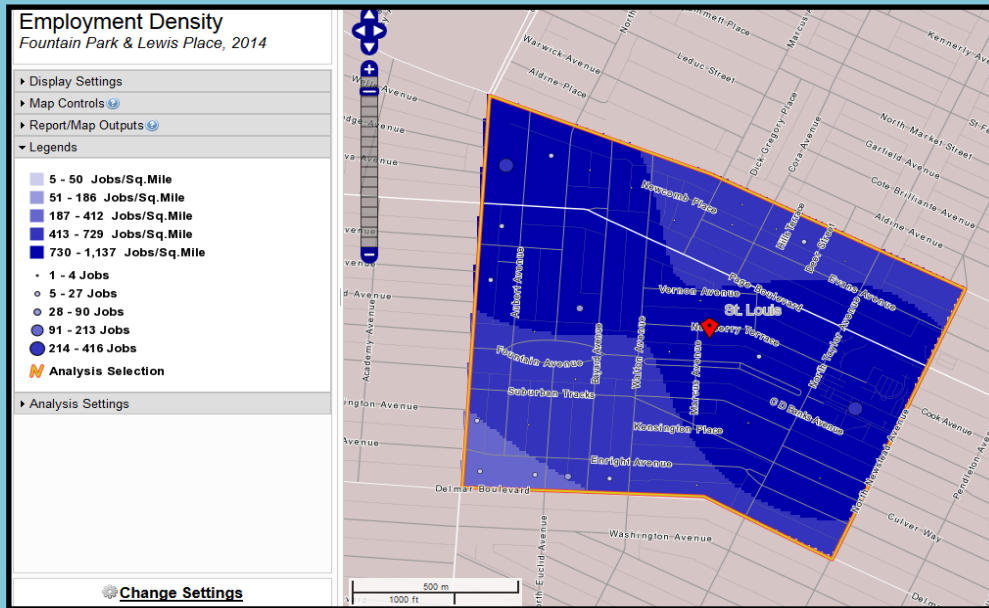 Employment Density
Fountain Park & Lewis Place, 2014
Display Settings
Map Controls
Report/Map Outputs
Legends
5 - 50 Jobs/Sq.Mile
51 - 186 Jobs/Sq.Mile
187 - 412 Jobs/Sq.Mile
413 - 729 Jobs/Sq.Mile
730 - 1,137 Jobs/Sq.Mile
1 - 4 Jobs
5 - 27 Jobs
28 - 90 Jobs
91 - 213 Jobs
214 - 416 Jobs
Analysis Selection
Analysis Settings
Change Settings
Warwick Avenue
Aldine Place
Leduc Street
Kennerly
Dick Gregory Place
Cora Avenue
North Market Street
Garfield Avenue
Cote Brilliante Avenue
Aldine Avenue
Newcomb Place
Hills Terrace
Door Street
Evans Avenue
Page Boulevard
Vernon Avenue
St. Louis
Aubert Avenue
Academy Avenue
Fountain Avenue
Bayard Avenue
Walton Avenue
Marcus Avenue
North Taylor Avenue
Suburban Tracks
C D Banks Avenue
Kensington Place
Enright Avenue
Cook Avenue
North Newstead Avenue
Pendleton
Delmar Boulevard
Washington Avenue
North Euclid Avenue
Culver Way
500 m
1000 ft